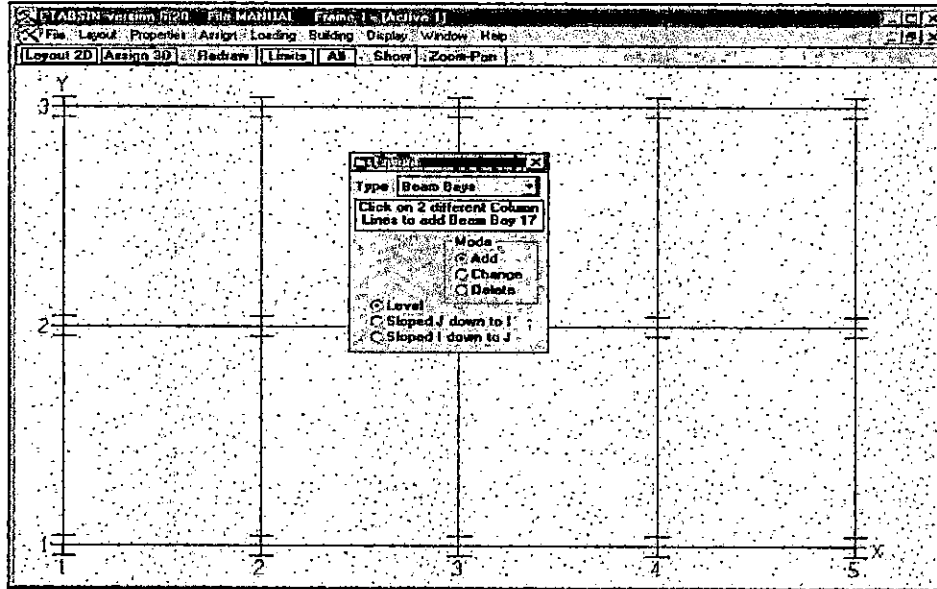 ETABSIN version 6.20 File MANUAL Frame 1 - [Active 1]
File Layout Properties Assign Loading Building Display Window Help
Layout 2D Assign 3D Redraw Limits All Show Zoom-Pan
Y
3
Layout
Type Beam Bays
Click on 2 different Column
Lines to add Beam Bay 17
Mode
Add
Change
Delete
Level
Sloped J down to I
Sloped I down to J
2
1
X
1 2 3 4 5